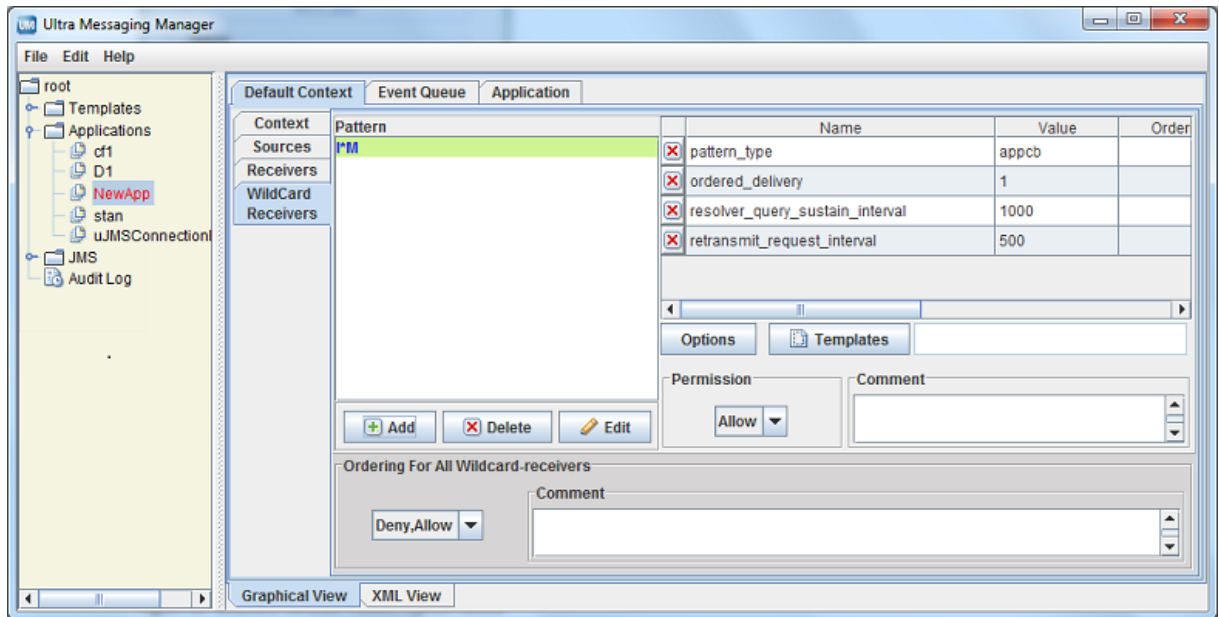 UM Ultra Messaging Manager
File Edit Help
root
Templates
Applications
cf1
D1
NewApp
stan
uJMSConnectionl
JMS
Audit Log
Default Context Event Queue Application
Context
Sources
Receivers
WildCard
Receivers
Pattern
I*M
Name Value Order
pattern_type appcb
ordered_delivery 1
resolver_query_sustain_interval 1000
retransmit_request_interval 500
Options Templates
Permission Comment
Allow
Add Delete Edit
Ordering For All Wildcard-receivers
Comment
Deny,Allow
Graphical View XML View